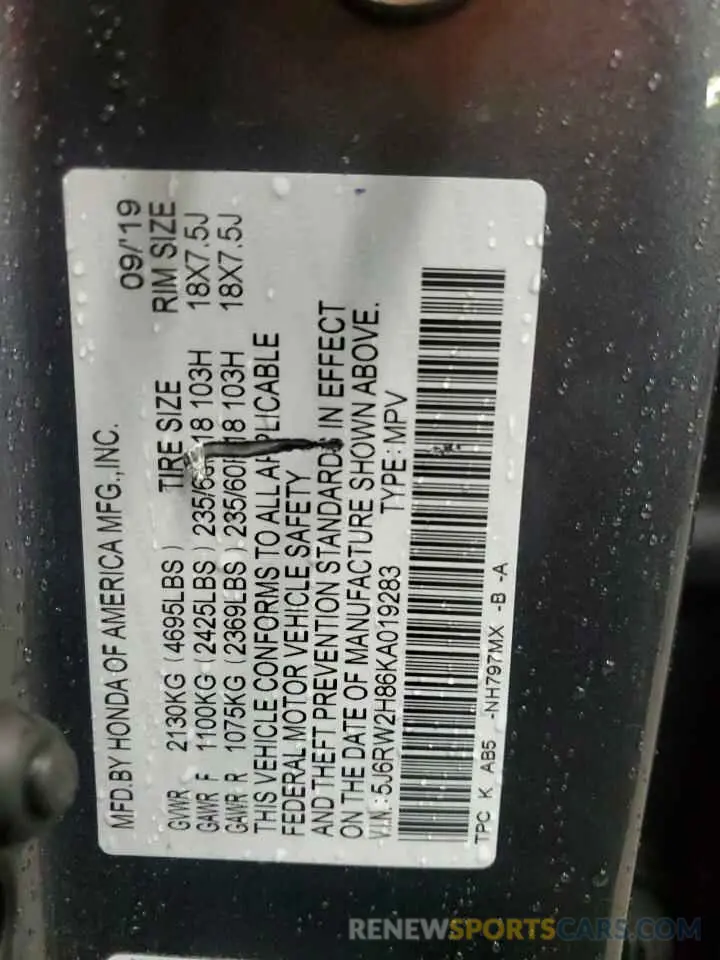 MFD.BY HONDA OF AMERICA MFG.,INC. 09/'19
TIRE SIZE RIM SIZE
GVWR 2130KG (4695LBS)
GAWR F 1100KG (2425LBS) 18 103H 18X7.5J
GAWR R 1075KG (2369LBS) 18 103H 18X7.5J
THIS VEHICLE CONFORMS TO ALL APPLICABLE
FEDERAL MOTOR VEHICLE SAFETY
AND THEFT PREVENTION STANDARDS IN EFFECT
ON THE DATE OF MANUFACTURE SHOWN ABOVE.
V.I.N.:5J6RW2H86KA019283 TYPE:MPV
TPC K AB5 -NH797MX -B -A
RENEWSPORTSCARS.COM